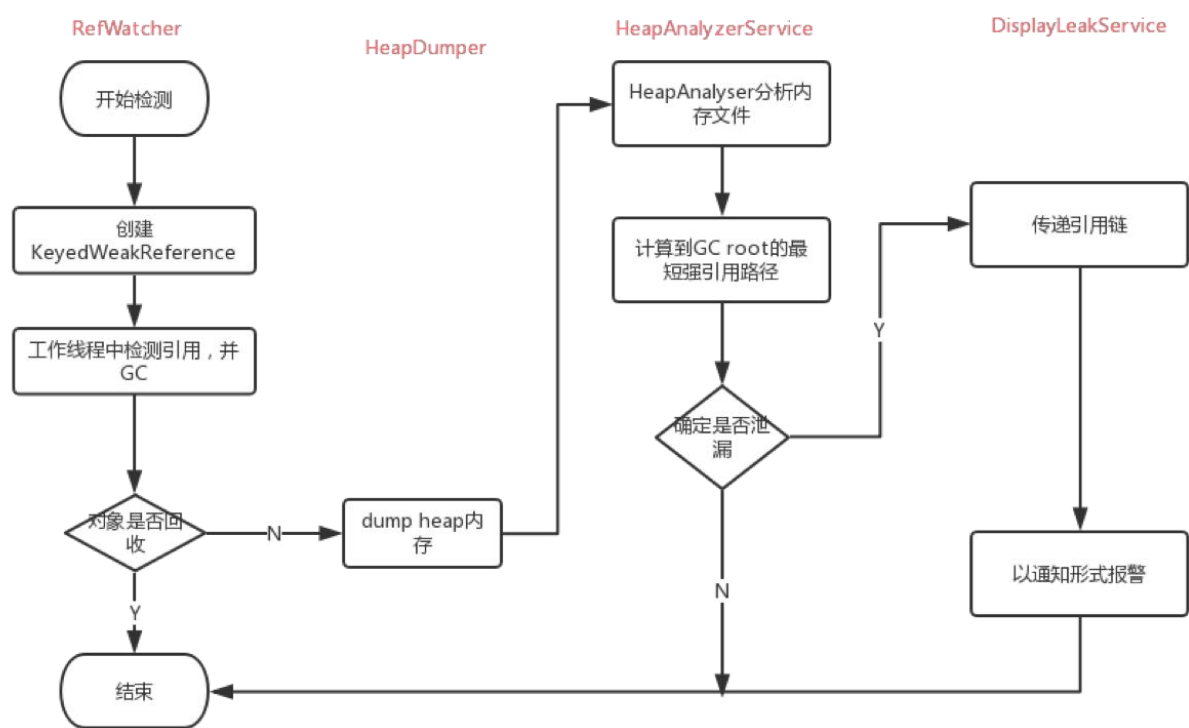 RefWatcher
HeapDumper
HeapAnalyzerService
DisplayLeakService
开始检测
创建
KeyedWeakReference
工作线程中检测引用，并
GC
对象是否回
收
N
Y
结束
dump heap内
存
HeapAnalyser分析内
存文件
计算到GC root的最
短强引用路径
确定是否泄
漏
Y
N
传递引用链
以通知形式报警